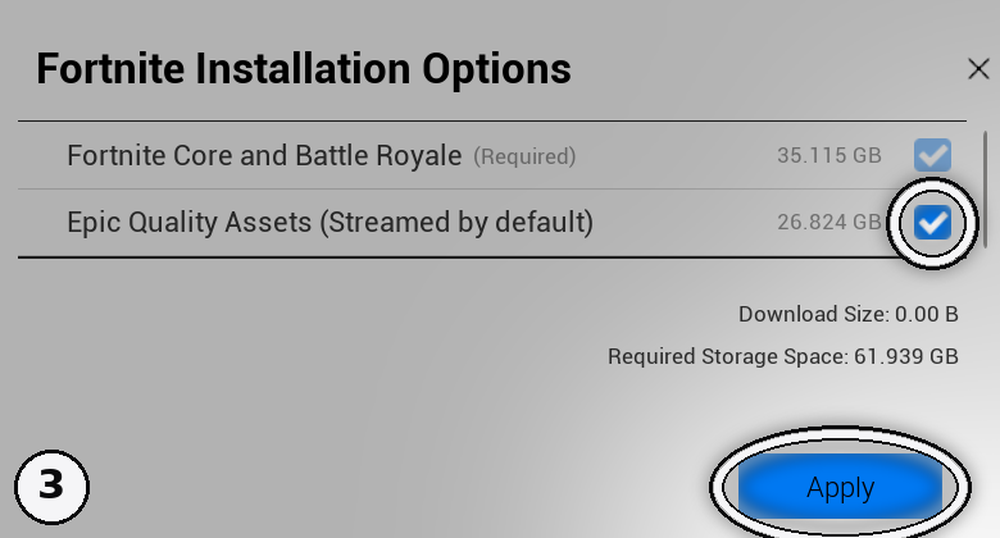 Fortnite Installation Options
Fortnite Core and Battle Royale (Required) 35.115 GB
Epic Quality Assets (Streamed by default) 26.824 GB
Download Size: 0.00 B
Required Storage Space: 61.939 GB
3 Apply